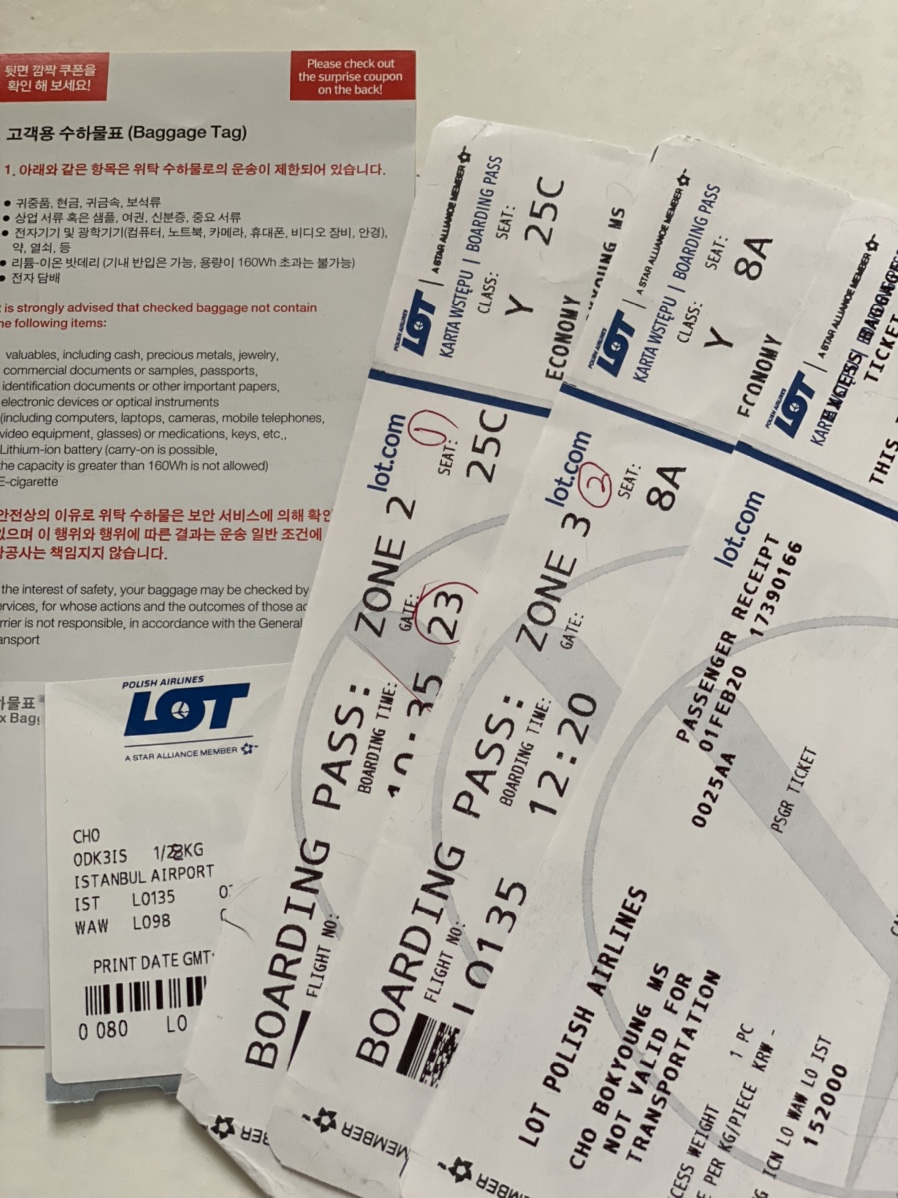 뒷면 깜짝 쿠폰을
확인 해 보세요!
Please check out
the surprise coupon
on the back!
고객용 수하물표 (Baggage Tag)
1. 아래와 같은 항목은 위탁 수하물로의 운송이 제한되어 있습니다.
● 귀중품, 현금, 귀금속, 보석류
● 상업 서류 혹은 샘플, 여권, 신분증, 중요 서류
● 전자기기 및 광학기기(컴퓨터, 노트북, 카메라, 휴대폰, 비디오 장비, 안경),
약, 열쇠, 등
● 리튬-이온 밧데리 (기내 반입은 가능, 용량이 160Wh 초과는 불가능)
● 전자 담배
is strongly advised that checked baggage not contain
following items:
valuables, including cash, precious metals, jewelry,
commercial documents or samples, passports,
identification documents or other important papers,
electronic devices or optical instruments
(including computers, laptops, cameras, mobile telephones,
video equipment, glasses) or medications, keys, etc,.
Lithium-ion battery (carry-on is possible,
the capacity is greater than 160Wh is not allowed)
E-cigarette
안전상의 이유로 위탁 수하물은 보안 서비스에 의해
이 행위와 행위에 따른 결과는 운송 일반 조건에
책임지지 않습니다.
the interest of safety, your baggage may be checked by
for whose actions and the outcomes of those
is not responsible, in accordance with the General
POLISH AIRLINES
LOT
A STAR ALLIANCE MEMBER
CHO
ODK3IS
ISTANBUL AIRPORT
IST LO135
WAW LO98
PRINT DATE GMT
0 080 LO
POLISH AIRLINES
LOT
A STAR ALLIANCE MEMBER
KARTA WSTĘPU | BOARDING PASS
CLASS: SEAT:
Y 25C
ECONOMY
MS
lot.com
1
ZONE 2
SEAT:
25C
GATE:
23
BOARDING PASS:
BOARDING TIME:
FLIGHT NO:
POLISH AIRLINES
LOT
A STAR ALLIANCE MEMBER
KARTA WSTĘPU | BOARDING PASS
CLASS: SEAT:
Y 8A
ECONOMY
lot.com
2
ZONE 3
SEAT:
8A
GATE:
BOARDING PASS:
BOARDING TIME:
12:20
FLIGHT NO:
LO135
MEMBER
POLISH AIRLINES
LOT
A STAR ALLIANCE MEMBER
TICKET
THIS
lot.com
PASSENGER RECEIPT
01FEB20 17390166
0025AA
PSGR TICKET
LOT POLISH AIRLINES
CHO BOKYOUNG MS
NOT VALID FOR
TRANSPORTATION
WEIGHT 1 PC
PER KG/PIECE KRW -
ICN LO WAW LO IST
152000
MEMBER